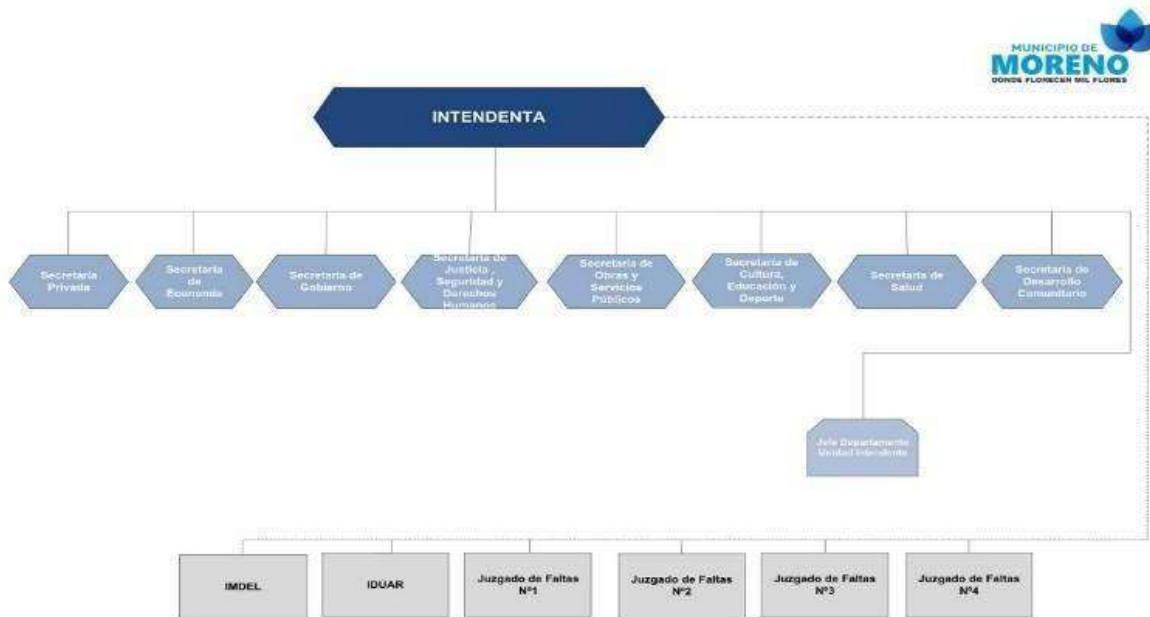 MUNICIPIO DE
MORENO
DONDE FLORECEN MIL FLORES
INTENDENTA
Secretaría
Privada
Secretaría
de
Economía
Secretaría de
Gobierno
Secretaría de
Justicia ,
Seguridad y
Derechos
Humanos
Secretaría de
Obras y
Servicios
Públicos
Secretaría de
Cultura,
Educación y
Deporte
Secretaría de
Salud
Secretaría de
Desarrollo
Comunitario
Jefe Departamento
Unidad Intendente
IMDEL
IDUAR
Juzgado de Faltas
Nº1
Juzgado de Faltas
Nº2
Juzgado de Faltas
Nº3
Juzgado de Faltas
Nº4